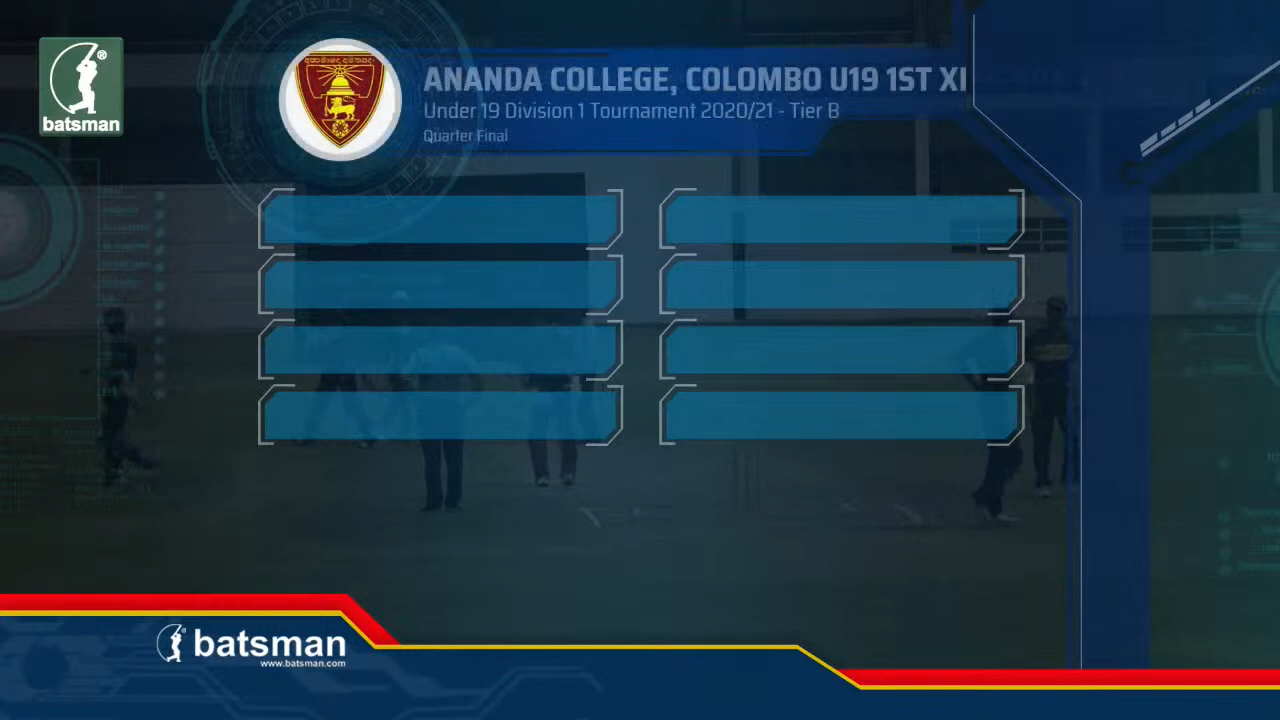 batsman
ANANDA COLLEGE, COLOMBO U19 1ST XI
Under 19 Division 1 Tournament 2020/21 - Tier B
Quarter Final
batsman
www.batsman.com